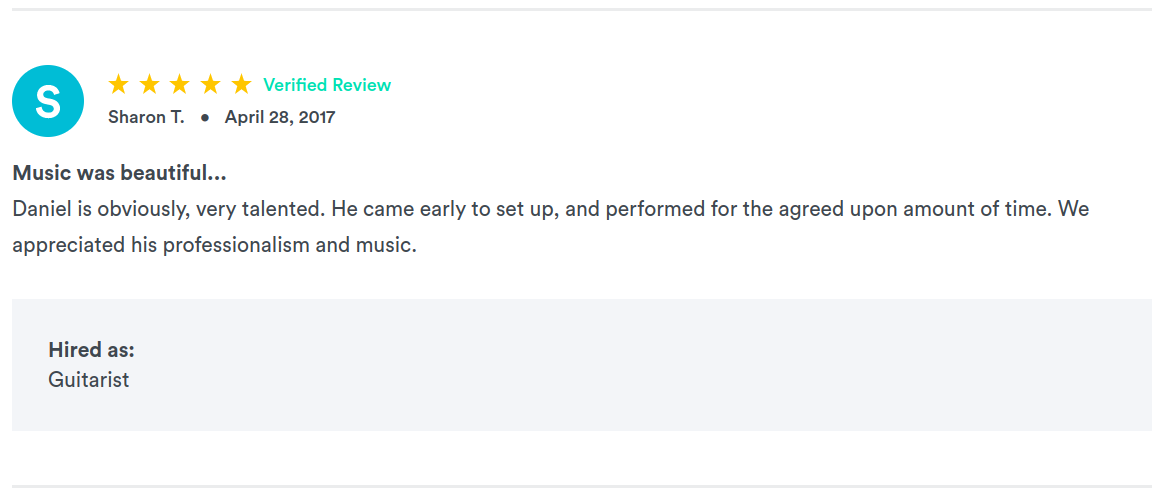 S
Verified Review
Sharon T. • April 28, 2017
Music was beautiful...
Daniel is obviously, very talented. He came early to set up, and performed for the agreed upon amount of time. We
appreciated his professionalism and music.
Hired as:
Guitarist